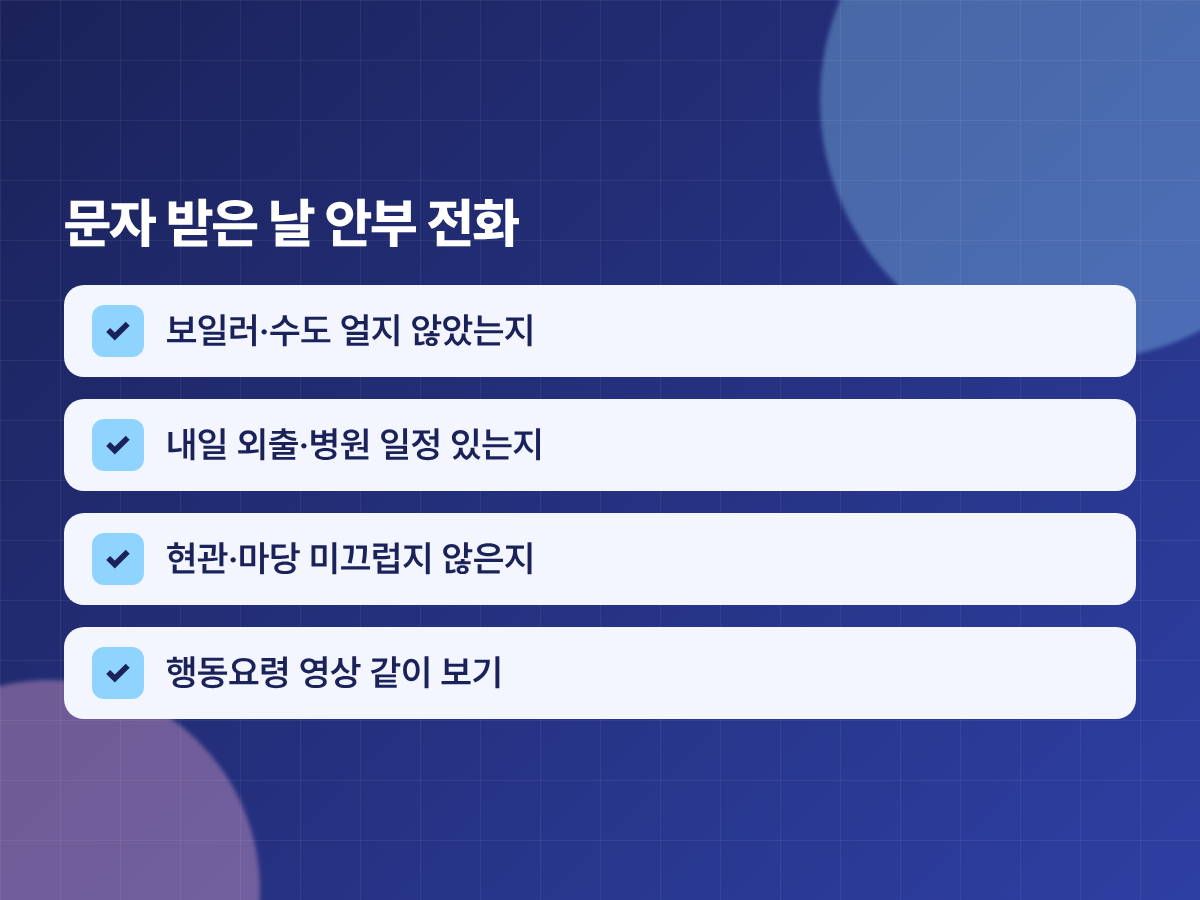 문자 받은 날 안부 전화
보일러·수도 얼지 않았는지
내일 외출·병원 일정 있는지
현관·마당 미끄럽지 않은지
행동요령 영상 같이 보기